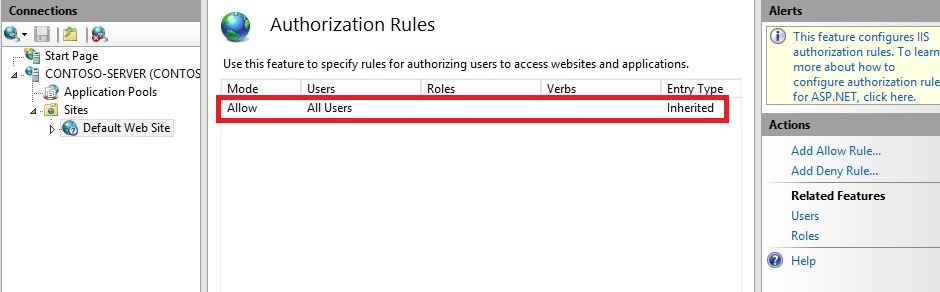 Connections
Start Page
CONTOSO-SERVER (CONTOS
Application Pools
Sites
Default Web Site
Authorization Rules
Use this feature to specify rules for authorizing users to access websites and applications.
Mode Users Roles Verbs Entry Type
Allow All Users Inherited
Alerts
This feature configures IIS
authorization rules. To learn
more about how to
configure authorization rule
for ASP.NET, click here.
Actions
Add Allow Rule...
Add Deny Rule...
Related Features
Users
Roles
Help